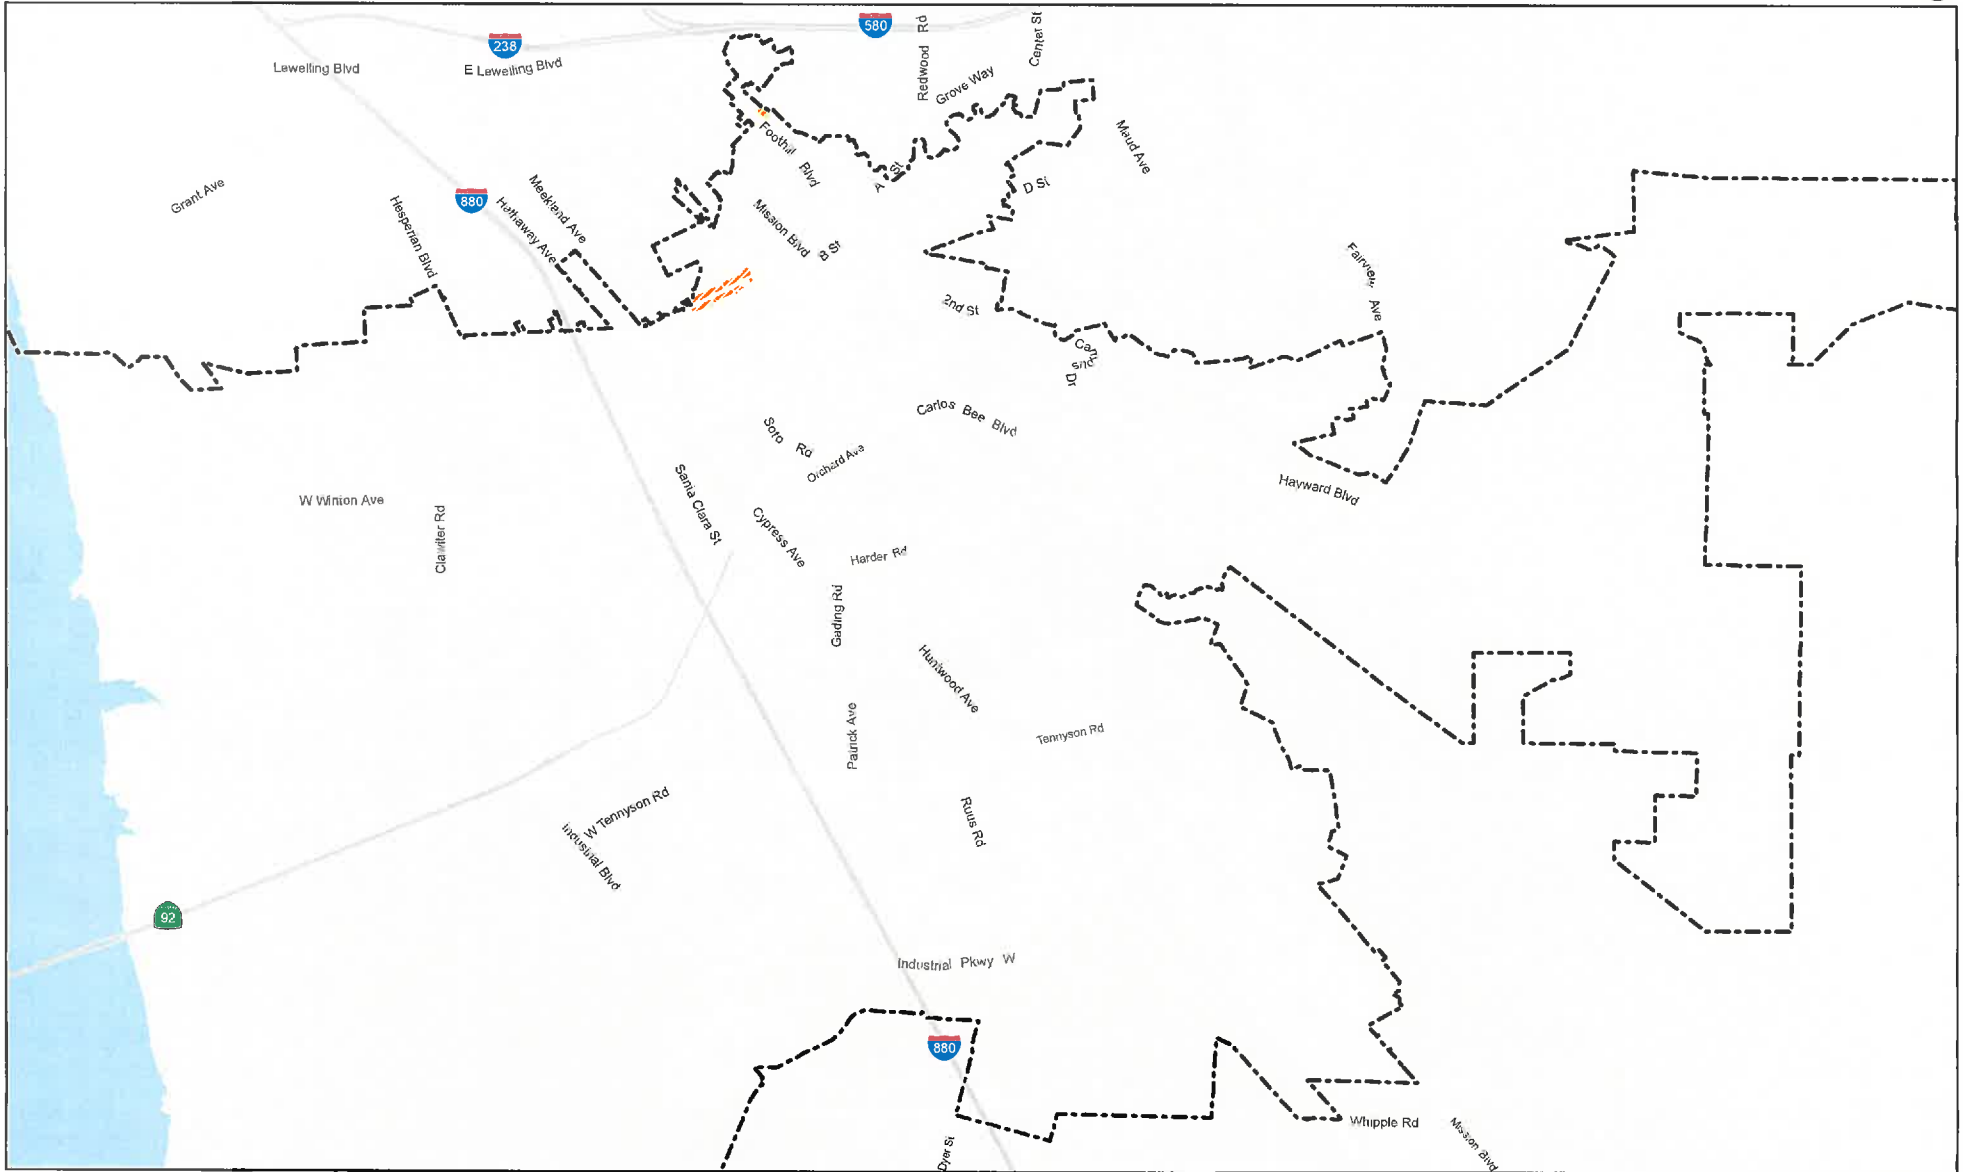 580
238
Redwood Rd
Center St
Lewelling Blvd
E Lewelling Blvd
Grove Way
Foothill Blvd
Maud Ave
A St
D St
Grant Ave
880
Meekland Ave
Hathaway Ave
Hesperian Blvd
Mission Blvd
B St
Fairview Ave
2nd St
Campus Dr
Carlos Bee Blvd
Soto Rd
Orchard Ave
Santa Clara St
W Winton Ave
Clawiter Rd
Cypress Ave
Harder Rd
Hayward Blvd
Gading Rd
Huntwood Ave
Patrick Ave
Tennyson Rd
W Tennyson Rd
Industrial Blvd
Ruus Rd
92
Industrial Pkwy W
880
Whipple Rd
Mission Blvd
Dyer St